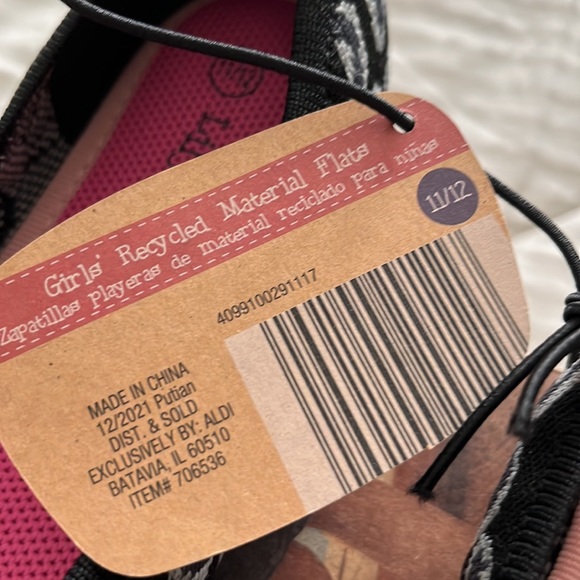 Girls' Recycled Material Flats
Zapatillas playeras de material reciclado para niñas
11/12
4099100291117
MADE IN CHINA
12/2021 Putian
DIST. & SOLD
EXCLUSIVELY BY: ALDI
BATAVIA, IL 60510
ITEM# 706536